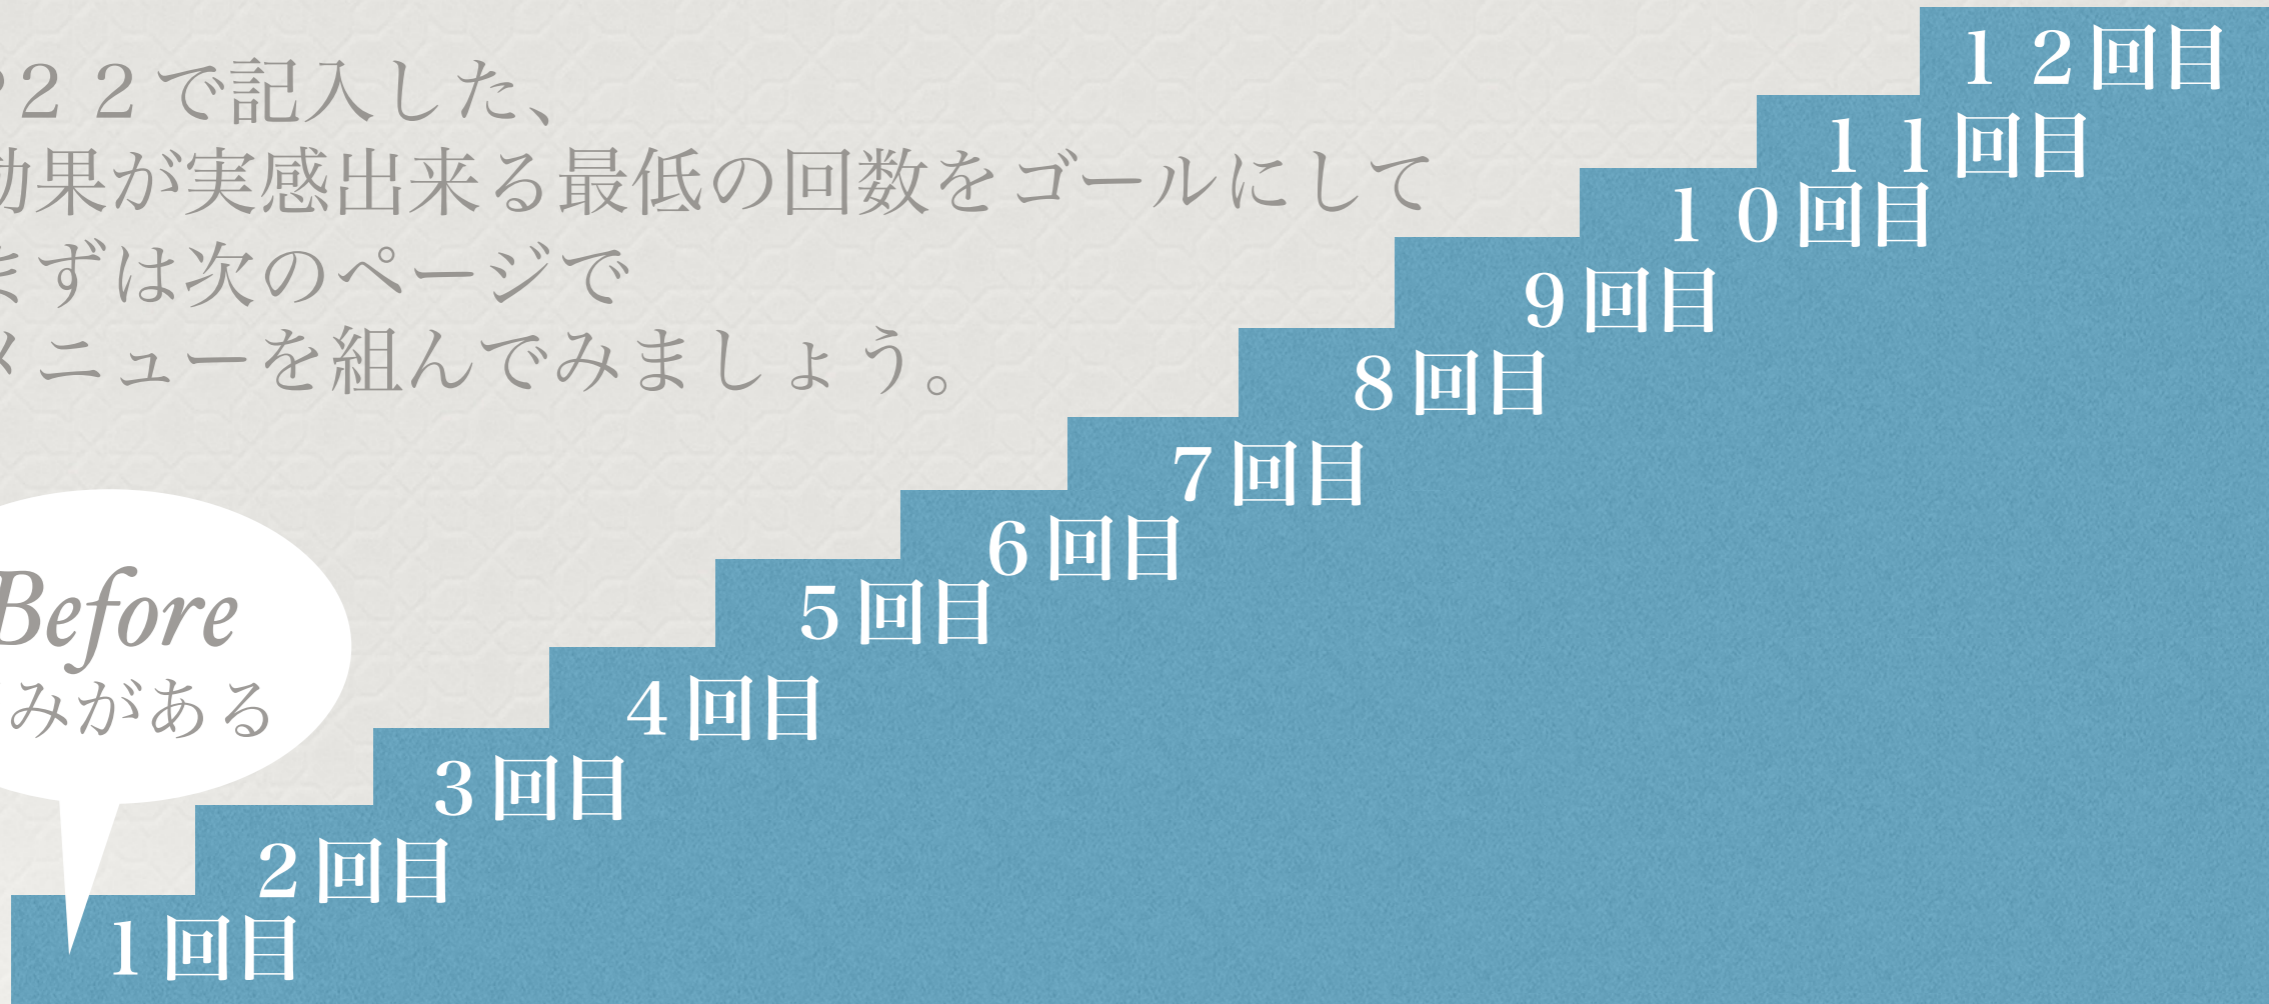 ２２で記入した、
効果が実感出来る最低の回数をゴールにして
まずは次のページで
メニューを組んでみましょう。
Before
みがある
１２回目
１１回目
１０回目
９回目
８回目
７回目
６回目
５回目
４回目
３回目
２回目
１回目